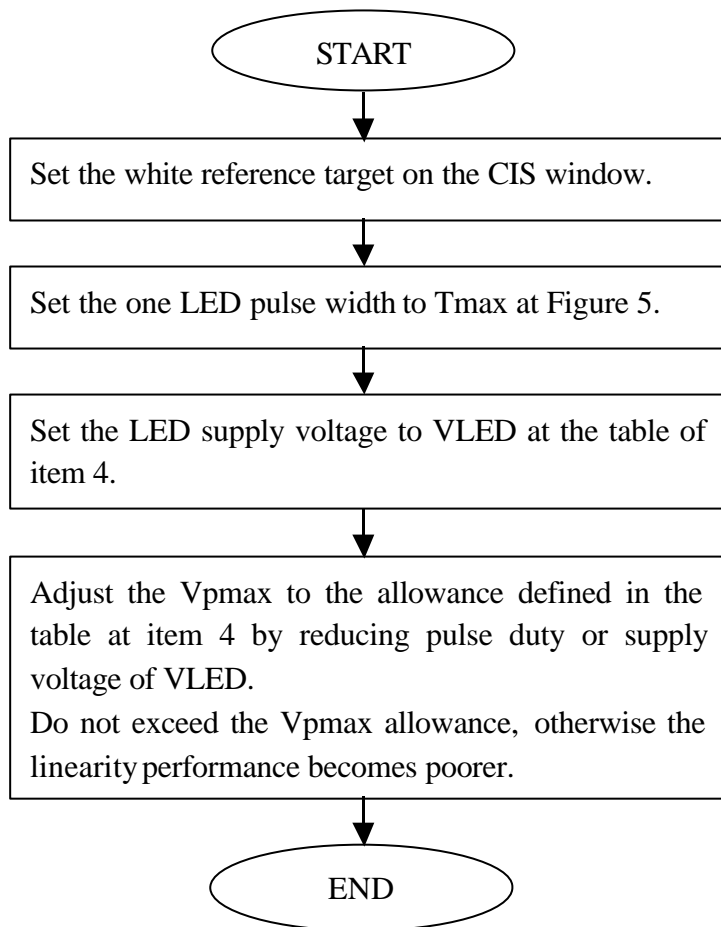 START
Set the white reference target on the CIS window.
Set the one LED pulse width to Tmax at Figure 5.
Set the LED supply voltage to VLED at the table of
item 4.
Adjust the Vpmax to the allowance defined in the
table at item 4 by reducing pulse duty or supply
voltage of VLED.
Do not exceed the Vpmax allowance, otherwise the
linearity performance becomes poorer.
END